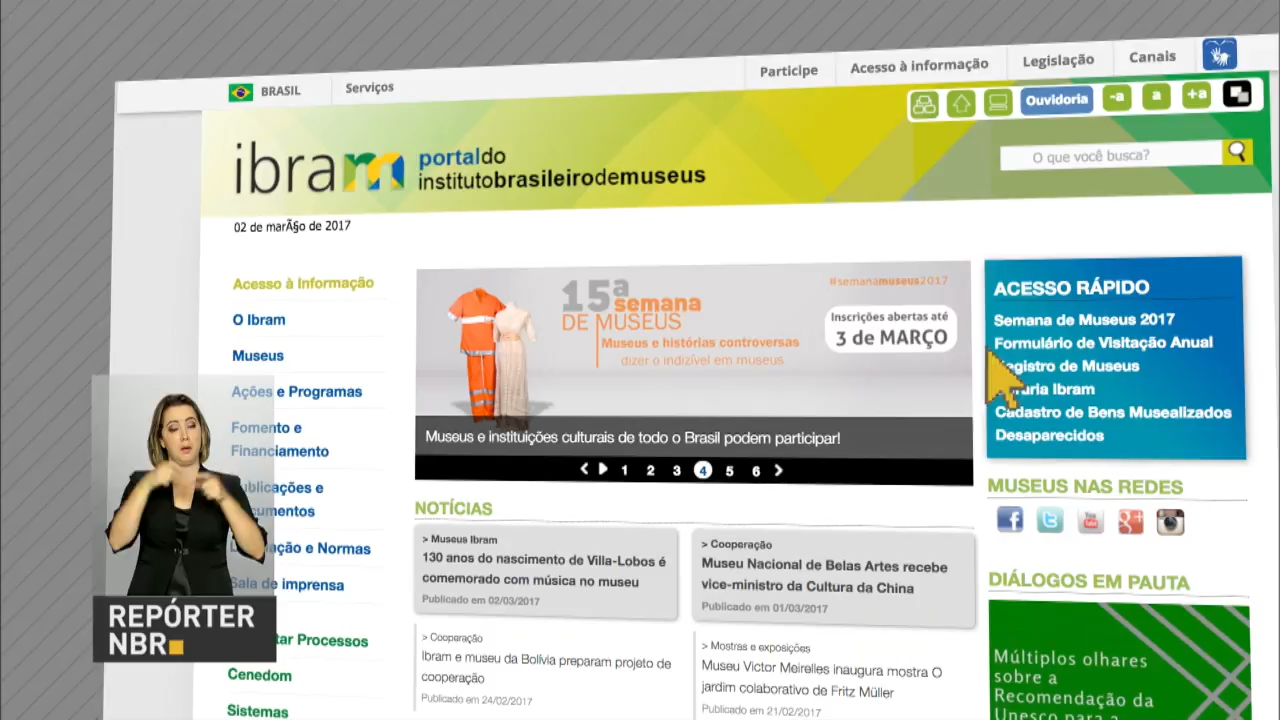 BRASIL
Serviços
Participe
Acesso à informação
Legislação
Canais
Ouvidoria
-a
a
+a
ibram
portaldo
institutobrasileirodemuseus
O que você busca?
02 de marÃ§o de 2017
Acesso à Informação
O Ibram
Museus
Ações e Programas
Fomento e
Financiamento
Cenedom
Sistemas
15ª
semana
DE MUSEUS
Museus e histórias controversas
dizer o indizível em museus
#semanamuseus2017
Inscrições abertas até
3 de MARÇO
Museus e instituições culturais de todo o Brasil podem participar!
1 2 3 4 5 6
NOTÍCIAS
> Museus Ibram
130 anos do nascimento de Villa-Lobos é
comemorado com música no museu
Publicado em 02/03/2017
> Cooperação
Museu Nacional de Belas Artes recebe
vice-ministro da Cultura da China
Publicado em 01/03/2017
> Cooperação
Ibram e museu da Bolívia preparam projeto de
cooperação
Publicado em 24/02/2017
> Mostras e exposições
Museu Victor Meirelles inaugura mostra O
jardim colaborativo de Fritz Müller
Publicado em 21/02/2017
ACESSO RÁPIDO
Semana de Museus 2017
Formulário de Visitação Anual
de Museus
Ibram
Cadastro de Bens Musealizados
Desaparecidos
MUSEUS NAS REDES
You
DIÁLOGOS EM PAUTA
Múltiplos olhares
sobre a
Recomendação da
Unesco para a
e
e Normas
de imprensa
Processos
REPÓRTER
NBR